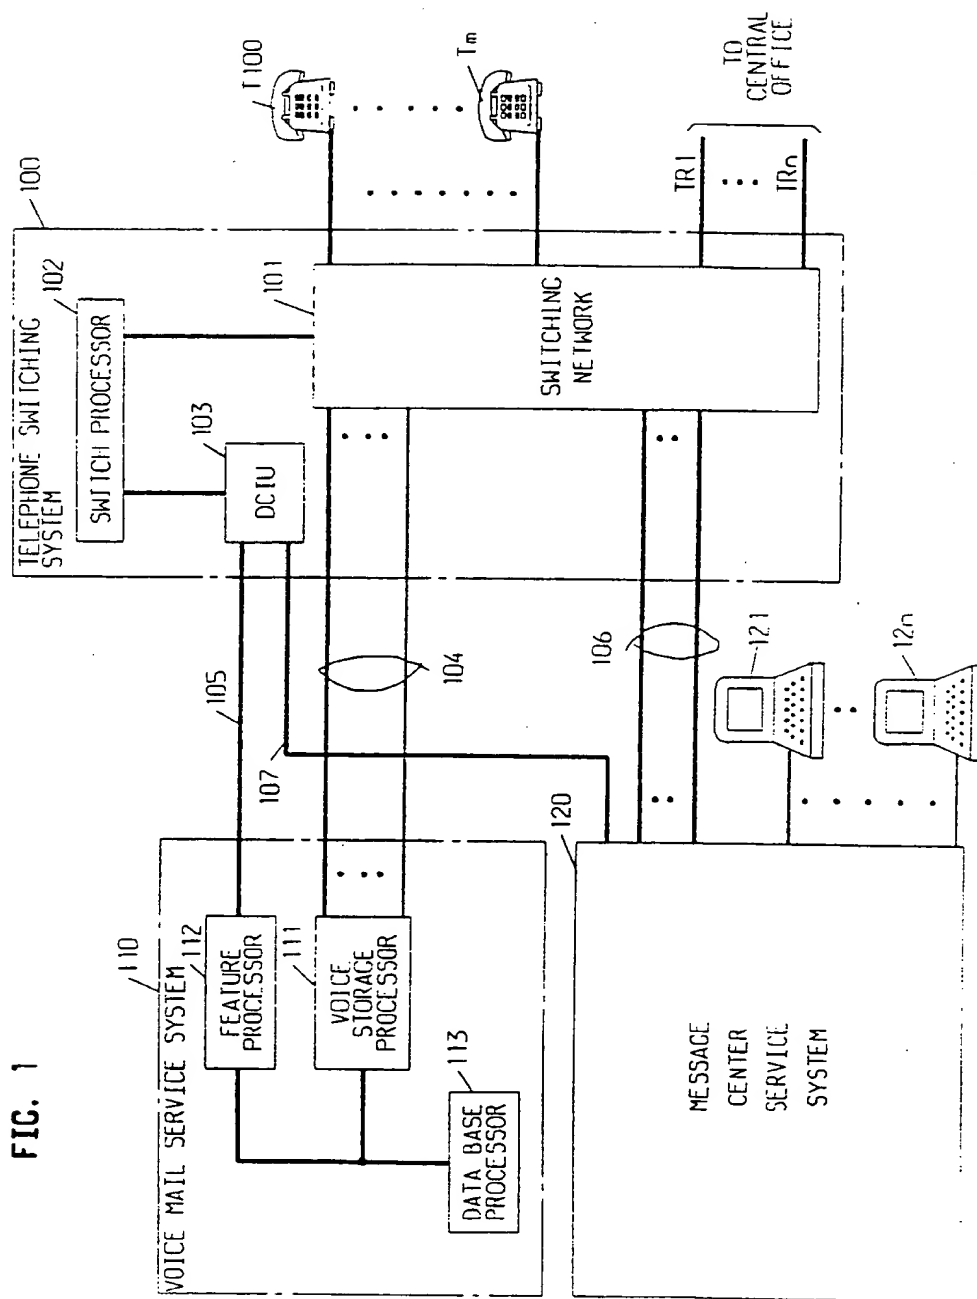 FIG. 1
VOICE MAIL SERVICE SYSTEM
110
FEATURE
PROCESSOR
112
VOICE
STORAGE
PROCESSOR
111
DATA BASE
PROCESSOR
113
105
107
104
TELEPHONE SWITCHING
SYSTEM
100
SWITCH PROCESSOR
102
DCIU
103
SWITCHING
NETWORK
101
T100
Tm
TR1
TRn
TO
CENTRAL
OFFICE
106
MESSAGE
CENTER
SERVICE
SYSTEM
120
121
12n